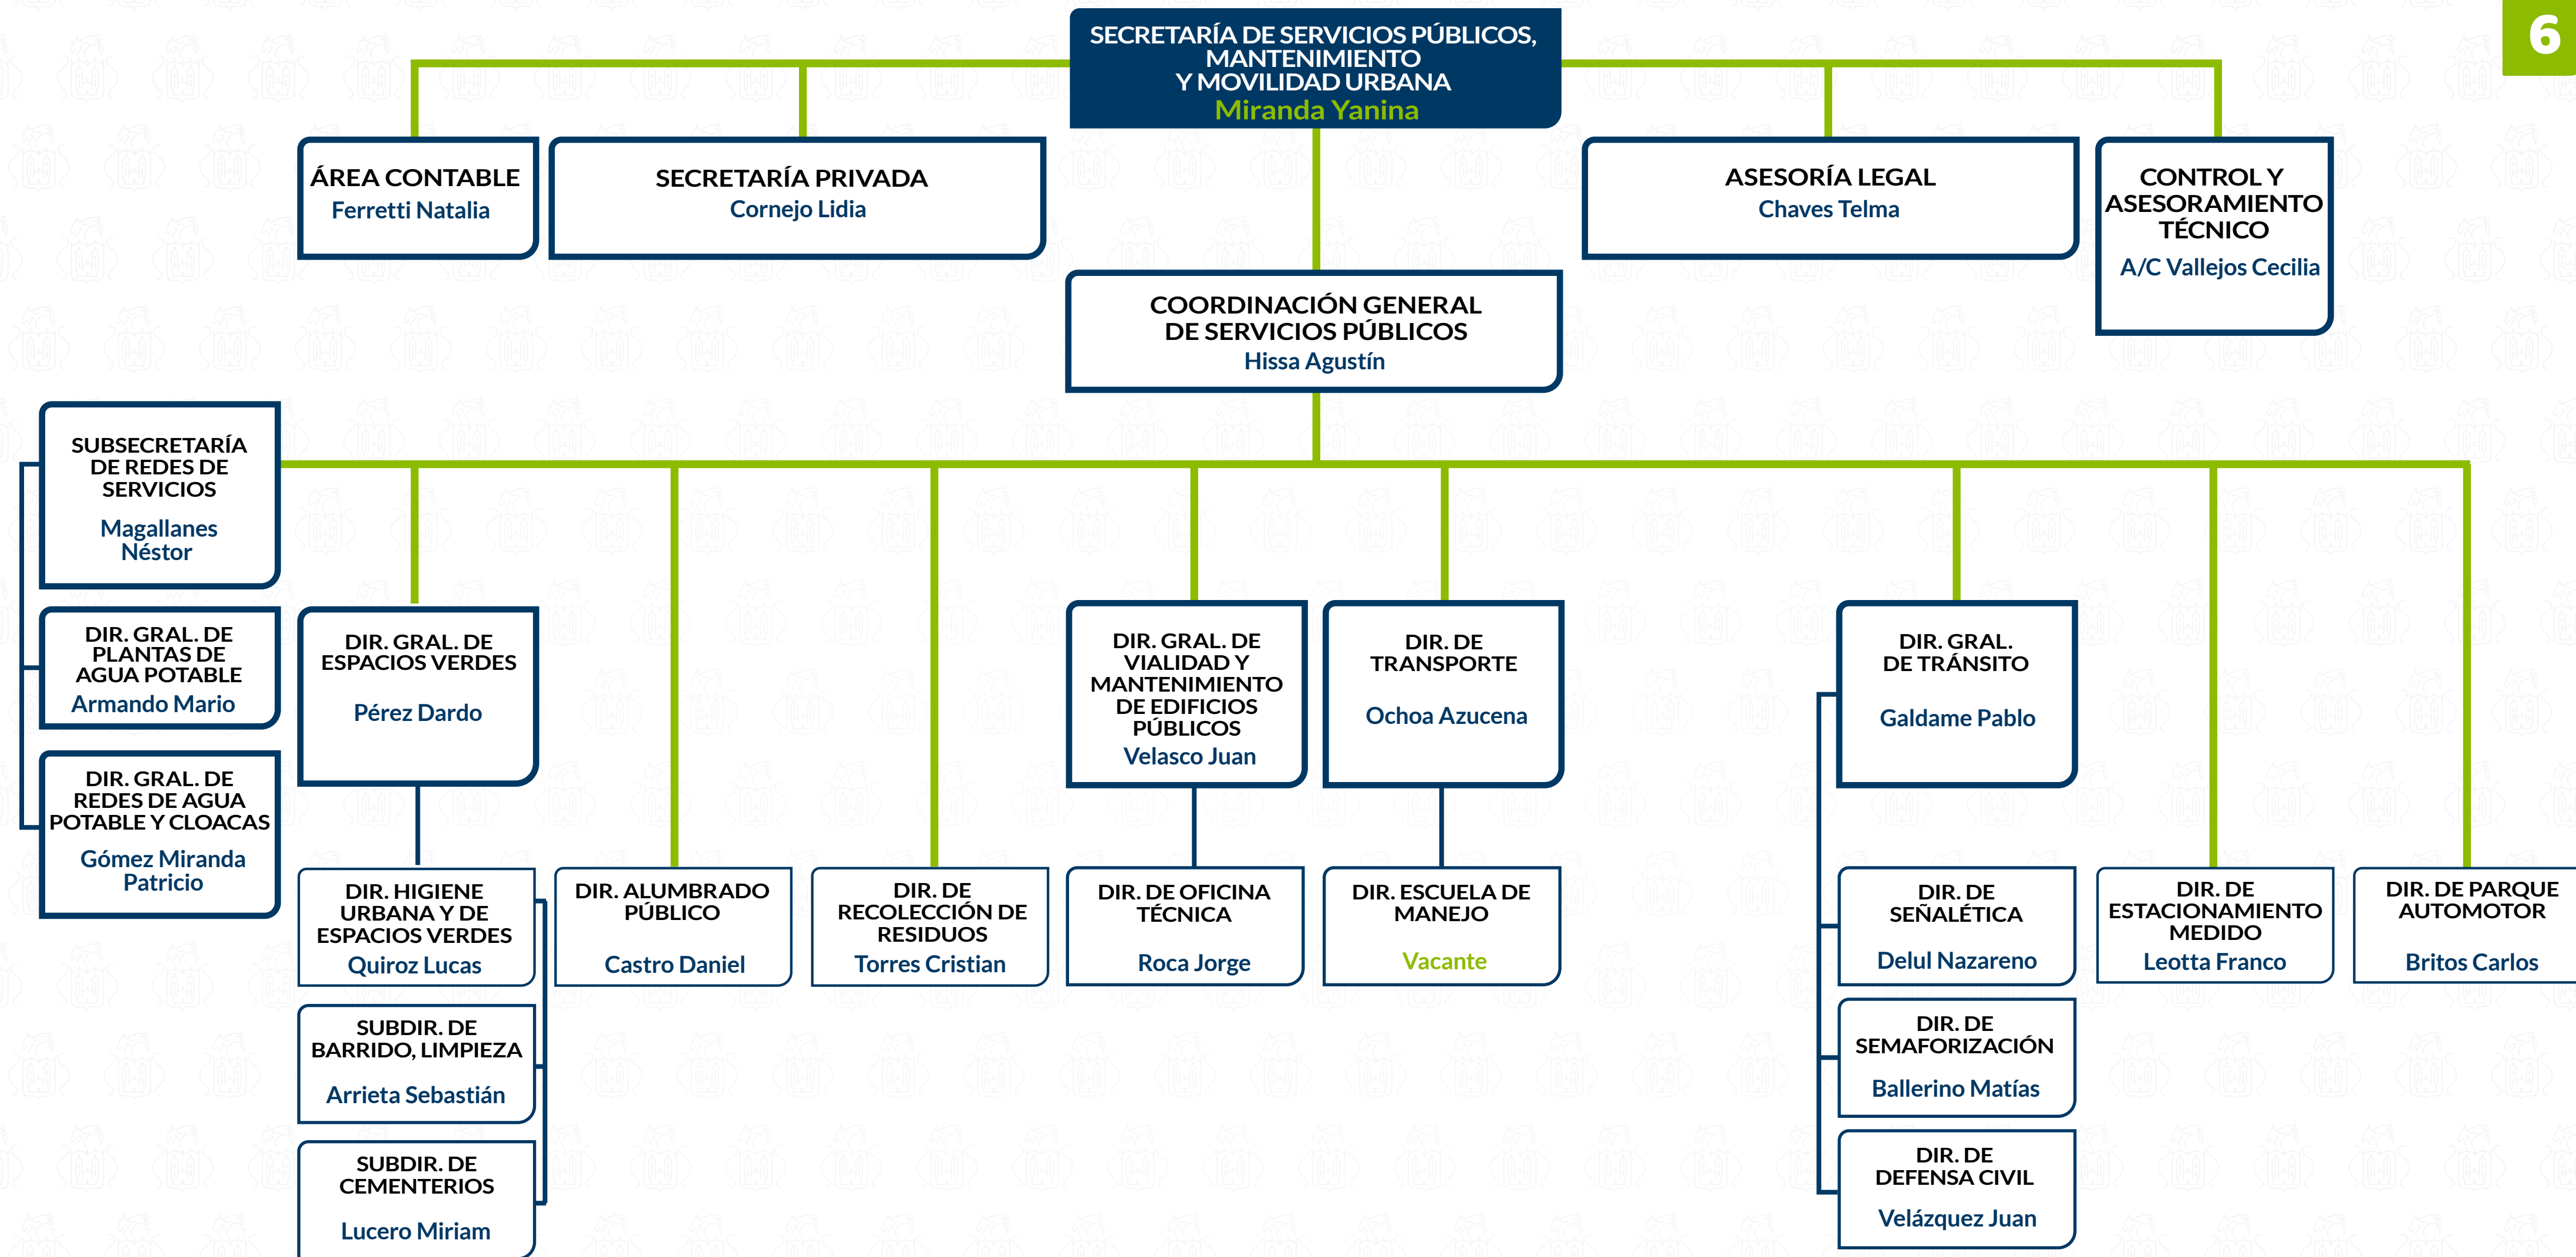 6
SECRETARÍA DE SERVICIOS PÚBLICOS,
MANTENIMIENTO
Y MOVILIDAD URBANA
Miranda Yanina
ÁREA CONTABLE
Ferretti Natalia
SECRETARÍA PRIVADA
Cornejo Lidia
ASESORÍA LEGAL
Chaves Telma
CONTROL Y
ASESORAMIENTO
TÉCNICO
A/C Vallejos Cecilia
COORDINACIÓN GENERAL
DE SERVICIOS PÚBLICOS
Hissa Agustín
SUBSECRETARÍA
DE REDES DE
SERVICIOS
Magallanes
Néstor
DIR. GRAL. DE
PLANTAS DE
AGUA POTABLE
Armando Mario
DIR. GRAL. DE
REDES DE AGUA
POTABLE Y CLOACAS
Gómez Miranda
Patricio
DIR. GRAL. DE
ESPACIOS VERDES
Pérez Dardo
DIR. HIGIENE
URBANA Y DE
ESPACIOS VERDES
Quiroz Lucas
SUBDIR. DE
BARRIDO, LIMPIEZA
Arrieta Sebastián
SUBDIR. DE
CEMENTERIOS
Lucero Miriam
DIR. ALUMBRADO
PÚBLICO
Castro Daniel
DIR. DE
RECOLECCIÓN DE
RESIDUOS
Torres Cristian
DIR. GRAL. DE
VIALIDAD Y
MANTENIMIENTO
DE EDIFICIOS
PÚBLICOS
Velasco Juan
DIR. DE OFICINA
TÉCNICA
Roca Jorge
DIR. DE
TRANSPORTE
Ochoa Azucena
DIR. ESCUELA DE
MANEJO
Vacante
DIR. GRAL.
DE TRÁNSITO
Galdame Pablo
DIR. DE
SEÑALÉTICA
Delul Nazareno
DIR. DE
SEMAFORIZACIÓN
Ballerino Matías
DIR. DE
DEFENSA CIVIL
Velázquez Juan
DIR. DE
ESTACIONAMIENTO
MEDIDO
Leotta Franco
DIR. DE PARQUE
AUTOMOTOR
Britos Carlos